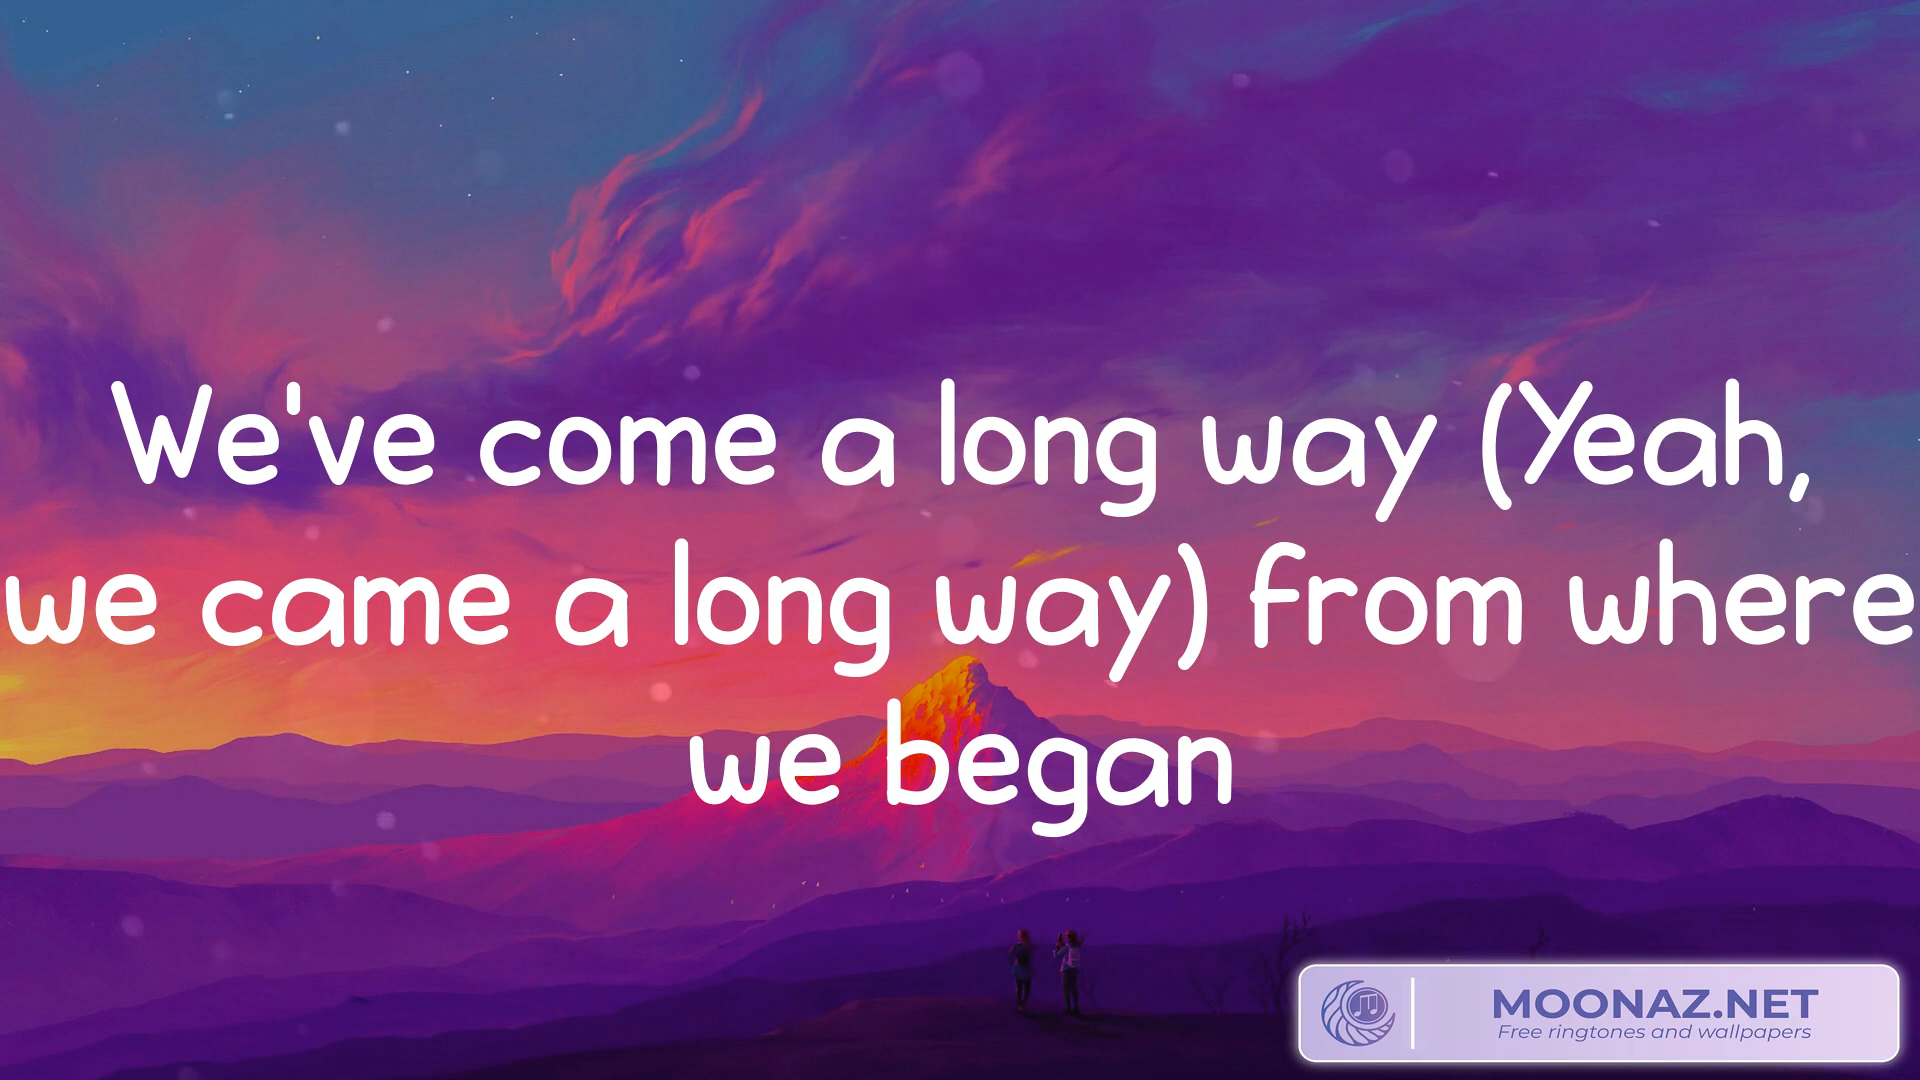 We've come a long way (Yeah,
we came a long way) from where
we began
MOONAZ.NET
Free ringtones and wallpapers